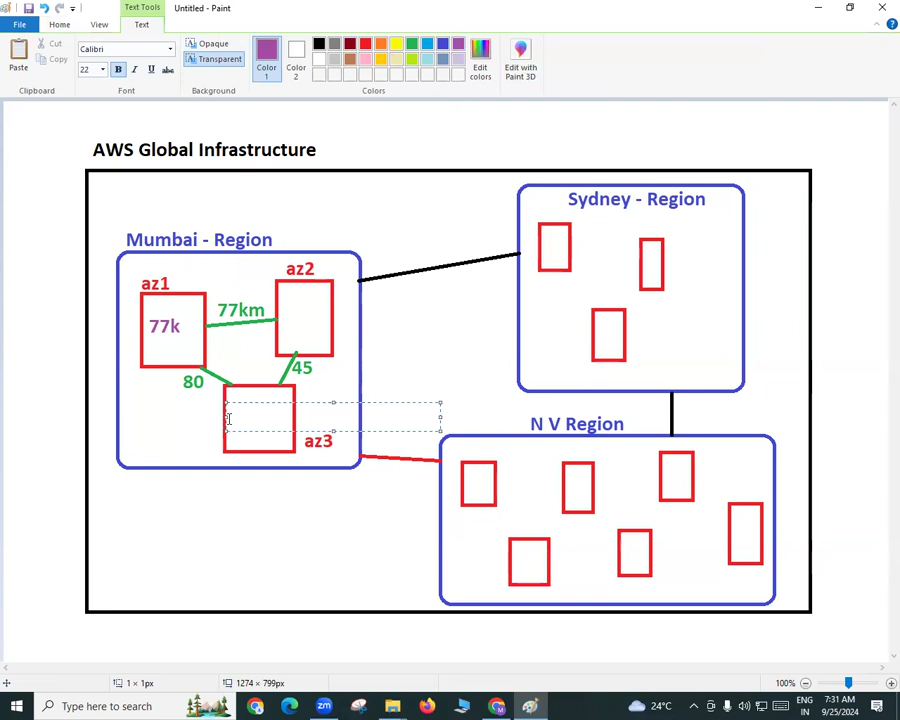 Untitled - Paint
Text Tools
File
Home
View
Text
Paste
Cut
Copy
Clipboard
Calibri
22
B
I
U
abc
Font
Opaque
Transparent
Background
Color
1
Color
2
Colors
Edit
colors
Edit with
Paint 3D
AWS Global Infrastructure
Sydney - Region
Mumbai - Region
az1
az2
77km
77k
80
45
az3
N V Region
1 × 1px
1274 × 799px
100%
Type here to search
24°C
ENG
IN
7:31 AM
9/25/2024